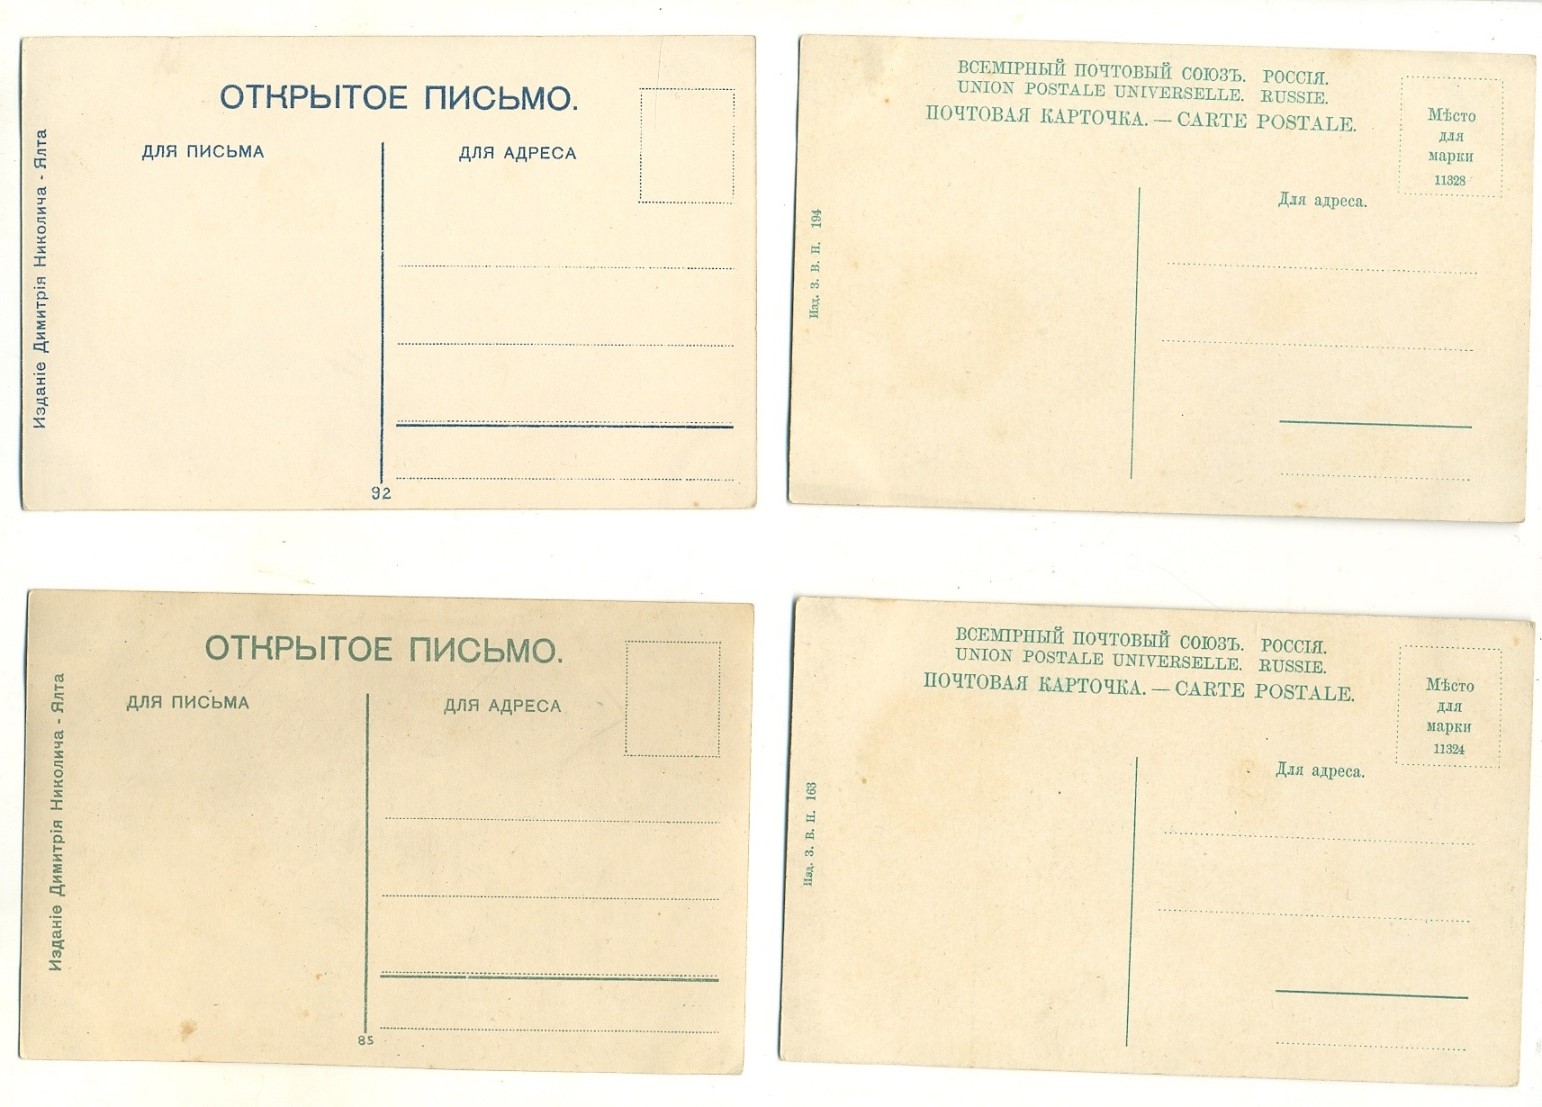 ОТКРЫТОЕ ПИСЬМО.
ДЛЯ ПИСЬМА
ДЛЯ АДРЕСА
Изданіе Димитрія Николича - Ялта
92
ВСЕМІРНЫЙ ПОЧТОВЫЙ СОЮЗЪ. РОССІЯ.
UNION POSTALE UNIVERSELLE. RUSSIE.
ПОЧТОВАЯ КАРТОЧКА. — CARTE POSTALE.
Мѣсто
для
марки
11328
Для адреса.
Изд. З. В. П. 194
ОТКРЫТОЕ ПИСЬМО.
ДЛЯ ПИСЬМА
ДЛЯ АДРЕСА
Изданіе Димитрія Николича - Ялта
85
ВСЕМІРНЫЙ ПОЧТОВЫЙ СОЮЗЪ. РОССІЯ.
UNION POSTALE UNIVERSELLE. RUSSIE.
ПОЧТОВАЯ КАРТОЧКА. — CARTE POSTALE.
Мѣсто
для
марки
11324
Для адреса.
Изд. З. В. П. 163